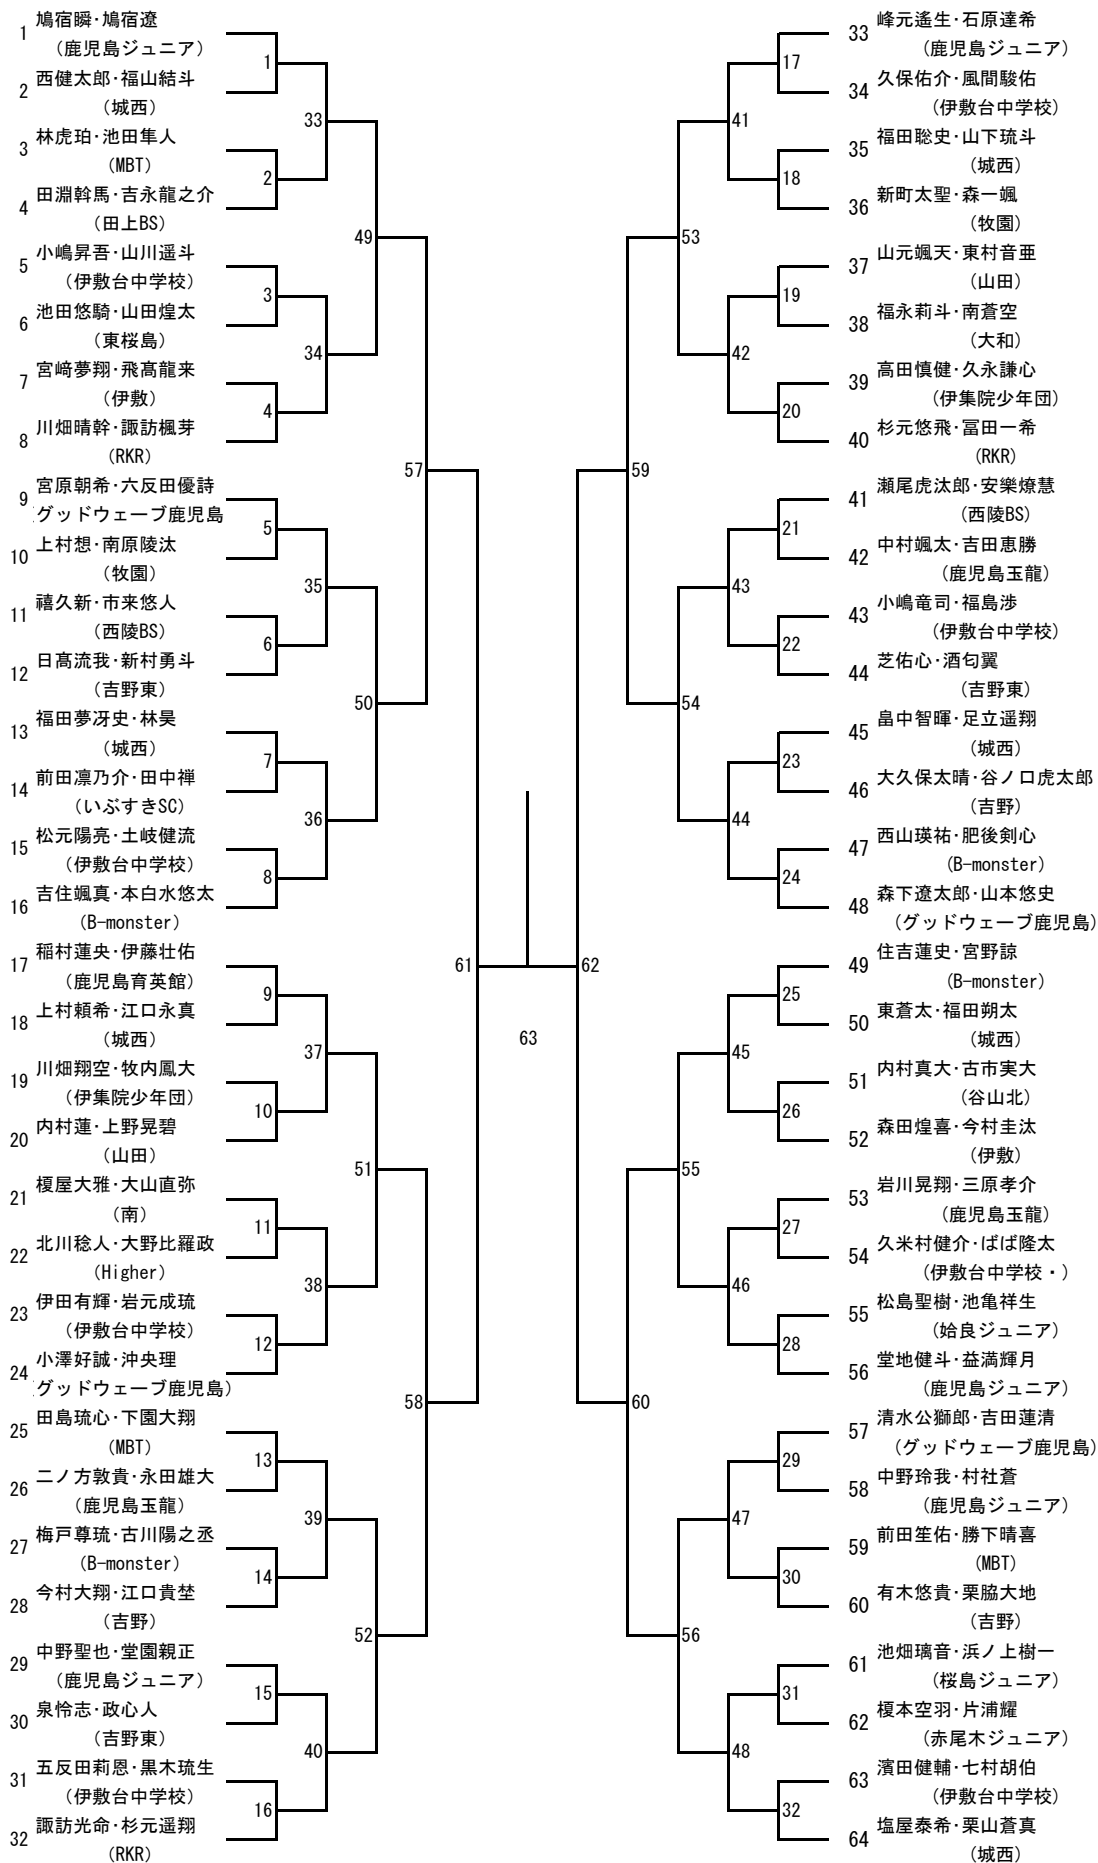 1 鳩宿瞬･鳩宿遼
(鹿児島ジュニア)
2 西健太郎･福山結斗
(城西)
3 林虎珀･池田隼人
(MBT)
4 田淵斡馬･吉永龍之介
(田上BS)
5 小嶋昇吾･山川遥斗
(伊敷台中学校)
6 池田悠騎･山田煌太
(東桜島)
7 宮﨑夢翔･飛髙龍来
(伊敷)
8 川畑晴幹･諏訪楓芽
(RKR)
9 宮原朝希･六反田優詩
グッドウェーブ鹿児島
10 上村想･南原陵汰
(牧園)
11 禧久新･市来悠人
(西陵BS)
12 日髙流我･新村勇斗
(吉野東)
13 福田夢冴史･林昊
(城西)
14 前田凛乃介･田中禅
(いぶすきSC)
15 松元陽亮･土岐健流
(伊敷台中学校)
16 吉住颯真･本白水悠太
(B-monster)
17 稲村蓮央･伊藤壮佑
(鹿児島育英館)
18 上村頼希･江口永真
(城西)
19 川畑翔空･牧内鳳大
(伊集院少年団)
20 内村蓮･上野晃碧
(山田)
21 榎屋大雅･大山直弥
(南)
22 北川稔人･大野比羅政
(Higher)
23 伊田有輝･岩元成琉
(伊敷台中学校)
24 小澤好誠･沖央理
グッドウェーブ鹿児島)
25 田島琉心･下園大翔
(MBT)
26 二ノ方敦貴･永田雄大
(鹿児島玉龍)
27 梅戸尊琉･古川陽之丞
(B-monster)
28 今村大翔･江口貴埜
(吉野)
29 中野聖也･堂園親正
(鹿児島ジュニア)
30 泉怜志･政心人
(吉野東)
31 五反田莉恩･黒木琉生
(伊敷台中学校)
32 諏訪光命･杉元遥翔
(RKR)
1
2
3
4
5
6
7
8
9
10
11
12
13
14
15
16
33
34
35
36
37
38
39
40
49
50
51
52
57
58
61
63
62
59
60
53
54
55
56
41
42
43
44
45
46
47
48
17
18
19
20
21
22
23
24
25
26
27
28
29
30
31
32
33 峰元遙生･石原達希
(鹿児島ジュニア)
34 久保佑介･風間駿佑
(伊敷台中学校)
35 福田聡史･山下琉斗
(城西)
36 新町太聖･森一颯
(牧園)
37 山元颯天･東村音亜
(山田)
38 福永莉斗･南蒼空
(大和)
39 高田慎健･久永謙心
(伊集院少年団)
40 杉元悠飛･冨田一希
(RKR)
41 瀬尾虎汰郎･安樂燎慧
(西陵BS)
42 中村颯太･吉田恵勝
(鹿児島玉龍)
43 小嶋竜司･福島渉
(伊敷台中学校)
44 芝佑心･酒匂翼
(吉野東)
45 畠中智暉･足立遥翔
(城西)
46 大久保太晴･谷ノ口虎太郎
(吉野)
47 西山瑛祐･肥後剣心
(B-monster)
48 森下遼太郎･山本悠史
(グッドウェーブ鹿児島)
49 住吉蓮史･宮野諒
(B-monster)
50 東蒼太･福田朔太
(城西)
51 内村真大･古市実大
(谷山北)
52 森田煌喜･今村圭汰
(伊敷)
53 岩川晃翔･三原孝介
(鹿児島玉龍)
54 久米村健介･ばば隆太
(伊敷台中学校・)
55 松島聖樹･池亀祥生
(姶良ジュニア)
56 堂地健斗･益満輝月
(鹿児島ジュニア)
57 清水公獅郎･吉田蓮清
(グッドウェーブ鹿児島)
58 中野玲我･村社蒼
(鹿児島ジュニア)
59 前田笙佑･勝下晴喜
(MBT)
60 有木悠貴･栗脇大地
(吉野)
61 池畑璃音･浜ノ上樹一
(桜島ジュニア)
62 榎本空羽･片浦耀
(赤尾木ジュニア)
63 濱田健輔･七村胡伯
(伊敷台中学校)
64 塩屋泰希･栗山蒼真
(城西)